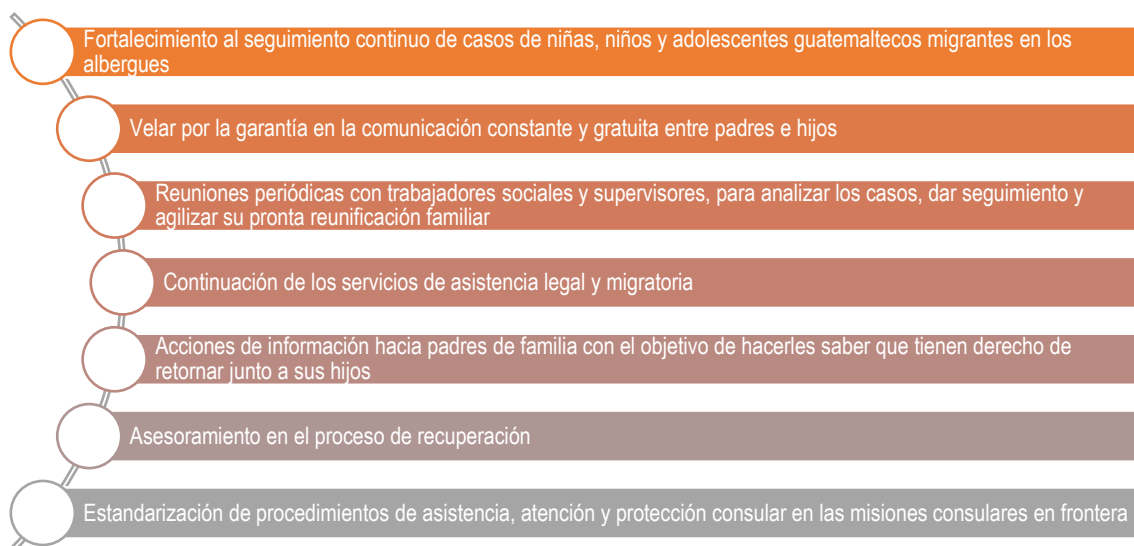 Fortalecimiento al seguimiento continuo de casos de niñas, niños y adolescentes guatemaltecos migrantes en los
albergues
Velar por la garantía en la comunicación constante y gratuita entre padres e hijos
Reuniones periódicas con trabajadores sociales y supervisores, para analizar los casos, dar seguimiento y
agilizar su pronta reunificación familiar
Continuación de los servicios de asistencia legal y migratoria
Acciones de información hacia padres de familia con el objetivo de hacerles saber que tienen derecho de
retornar junto a sus hijos
Asesoramiento en el proceso de recuperación
Estandarización de procedimientos de asistencia, atención y protección consular en las misiones consulares en frontera